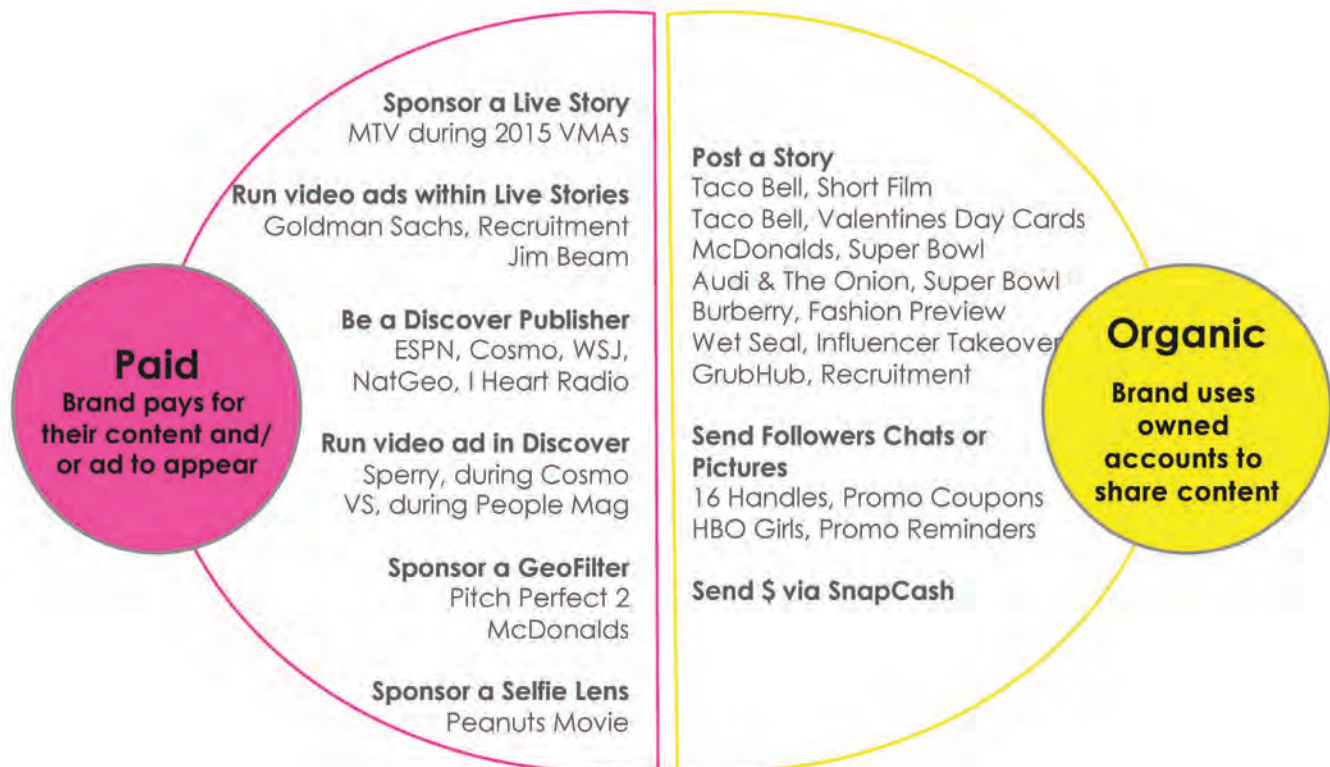 Paid
Brand pays for
their content and/
or ad to appear
Sponsor a Live Story
MTV during 2015 VMAs
Run video ads within Live Stories
Goldman Sachs, Recruitment
Jim Beam
Be a Discover Publisher
ESPN, Cosmo, WSJ,
NatGeo, I Heart Radio
Run video ad in Discover
Sperry, during Cosmo
VS, during People Mag
Sponsor a GeoFilter
Pitch Perfect 2
McDonalds
Sponsor a Selfie Lens
Peanuts Movie
Post a Story
Taco Bell, Short Film
Taco Bell, Valentines Day Cards
McDonalds, Super Bowl
Audi & The Onion, Super Bowl
Burberry, Fashion Preview
Wet Seal, Influencer Takeover
GrubHub, Recruitment
Send Followers Chats or
Pictures
16 Handles, Promo Coupons
HBO Girls, Promo Reminders
Send $ via SnapCash
Organic
Brand uses
owned
accounts to
share content